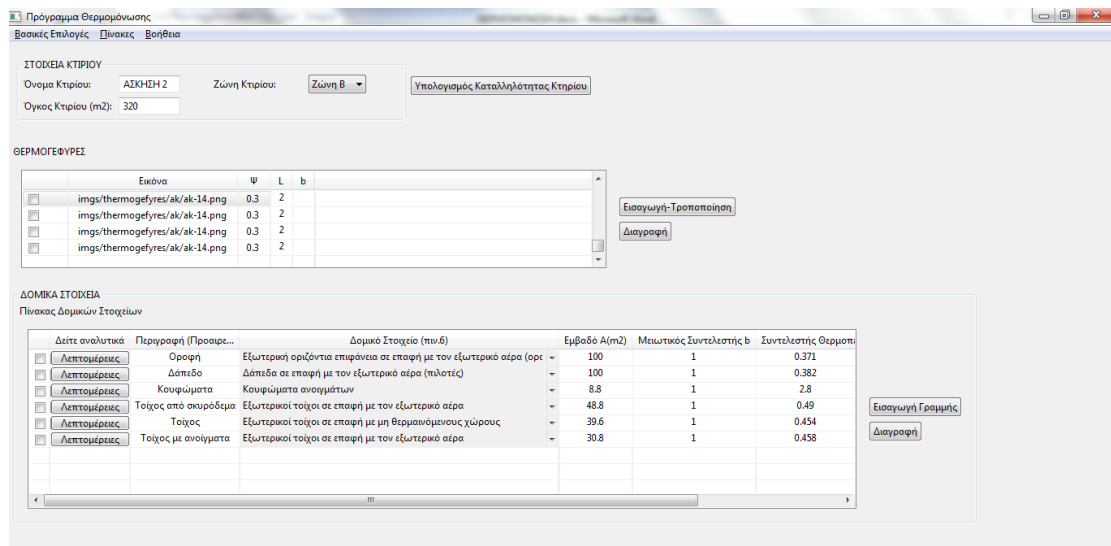 Πρόγραμμα Θερμομόνωσης
Βασικές Επιλογές Πίνακες Βοήθεια
ΣΤΟΙΧΕΙΑ ΚΤΙΡΙΟΥ
Όνομα Κτιρίου: ΑΣΚΗΣΗ 2 Ζώνη Κτηρίου: Ζώνη Β Υπολογισμός Καταλληλότητας Κτηρίου
Όγκος Κτιρίου (m2): 320
ΘΕΡΜΟΓΕΦΥΡΕΣ
Εικόνα Ψ L b
imgs/thermogefyres/ak/ak-14.png 0.3 2
imgs/thermogefyres/ak/ak-14.png 0.3 2
imgs/thermogefyres/ak/ak-14.png 0.3 2
imgs/thermogefyres/ak/ak-14.png 0.3 2
Εισαγωγή-Τροποποίηση
Διαγραφή
ΔΟΜΙΚΑ ΣΤΟΙΧΕΙΑ
Πίνακας Δομικών Στοιχείων
Δείτε αναλυτικά Περιγραφή (Προαιρε... Δομικό Στοιχείο (πιν.6) Εμβαδό Α(m2) Μειωτικός Συντελεστής b Συντελεστής Θερμοπ
Λεπτομέρειες Οροφή Εξωτερική οριζόντια επιφάνεια σε επαφή με τον εξωτερικό αέρα (ορο 100 1 0.371
Λεπτομέρειες Δάπεδο Δάπεδα σε επαφή με τον εξωτερικό αέρα (πιλοτές) 100 1 0.382
Λεπτομέρειες Κουφώματα Κουφώματα ανοιγμάτων 8.8 1 2.8
Λεπτομέρειες Τοίχος από σκυρόδεμα Εξωτερικοί τοίχοι σε επαφή με τον εξωτερικό αέρα 48.8 1 0.49
Λεπτομέρειες Τοίχος Εξωτερικοί τοίχοι σε επαφή με μη θερμαινόμενους χώρους 39.6 1 0.454
Λεπτομέρειες Τοίχος με ανοίγματα Εξωτερικοί τοίχοι σε επαφή με τον εξωτερικό αέρα 30.8 1 0.458
Εισαγωγή Γραμμής
Διαγραφή